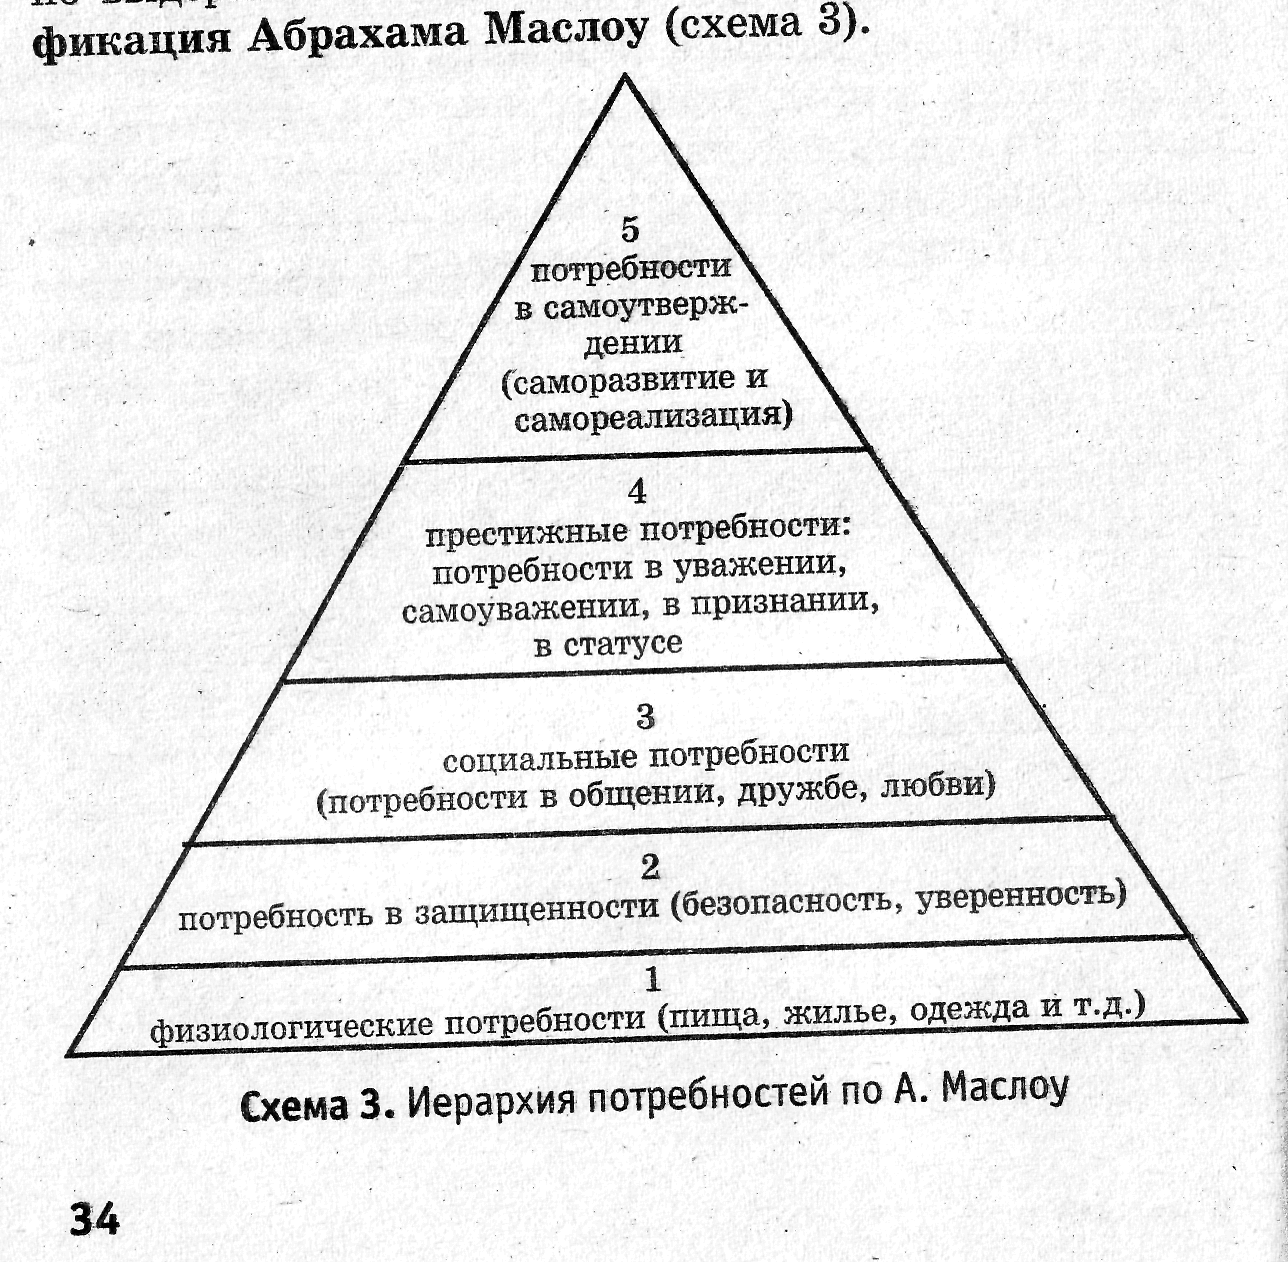 фикация Абрахама Маслоу (схема 3).
5
потребности
в самоутверж-
дении
(саморазвитие и
самореализация)
4
престижные потребности:
потребности в уважении,
самоуважении, в признании,
в статусе
3
социальные потребности
(потребности в общении, дружбе, любви)
2
потребность в защищенности (безопасность, уверенность)
1
физиологические потребности (пища, жилье, одежда и т.д.)
Схема 3. Иерархия потребностей по А. Маслоу
34